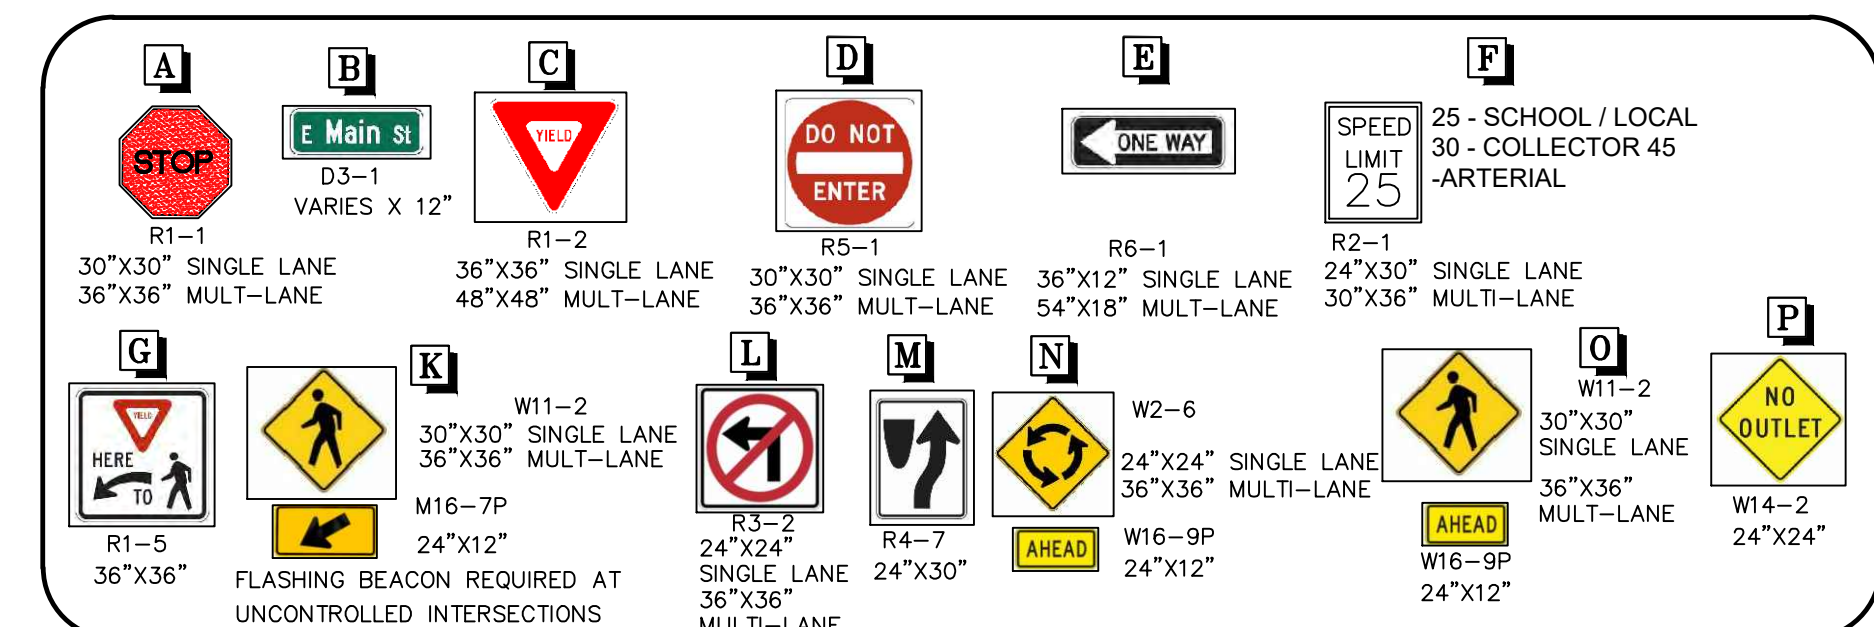 A
STOP
R1-1
30"X30" SINGLE LANE
36"X36" MULT-LANE
B
E Main St
D3-1
VARIES X 12"
C
YIELD
R1-2
36"X36" SINGLE LANE
48"X48" MULT-LANE
D
DO NOT
ENTER
R5-1
30"X30" SINGLE LANE
36"X36" MULT-LANE
E
ONE WAY
R6-1
36"X12" SINGLE LANE
54"X18" MULT-LANE
F
SPEED
LIMIT
25
25 - SCHOOL / LOCAL
30 - COLLECTOR 45
-ARTERIAL
R2-1
24"X30" SINGLE LANE
30"X36" MULTI-LANE
G
YIELD
HERE
TO
R1-5
36"X36"
K
W11-2
30"X30" SINGLE LANE
36"X36" MULT-LANE
M16-7P
24"X12"
FLASHING BEACON REQUIRED AT
UNCONTROLLED INTERSECTIONS
L
R3-2
24"X24"
SINGLE LANE
36"X36"
MULTI-LANE
M
R4-7
24"X30"
N
W2-6
24"X24" SINGLE LANE
36"X36" MULTI-LANE
AHEAD
W16-9P
24"X12"
O
W11-2
30"X30"
SINGLE LANE
36"X36"
MULT-LANE
AHEAD
W16-9P
24"X12"
P
NO
OUTLET
W14-2
24"X24"